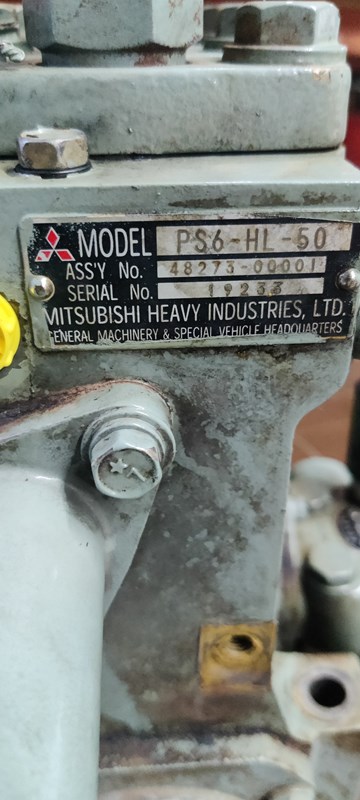 MODEL PS6-HL-50
ASS'Y No. 48273-00001
SERIAL No. 19233
MITSUBISHI HEAVY INDUSTRIES, LTD.
GENERAL MACHINERY & SPECIAL VEHICLE HEADQUARTERS